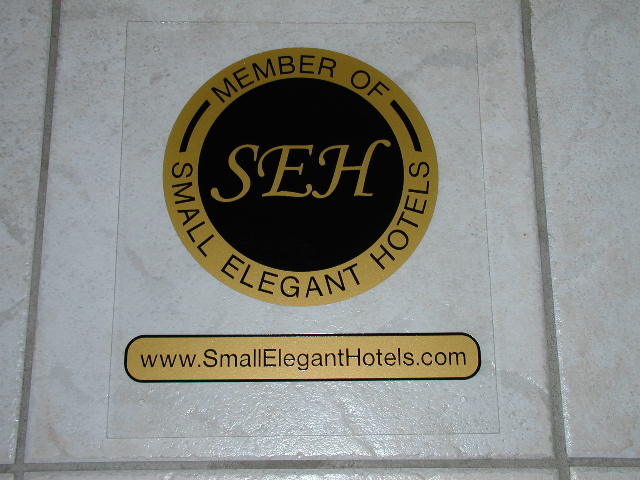 MEMBER OF
SEH
SMALL ELEGANT HOTELS
www.SmallElegantHotels.com